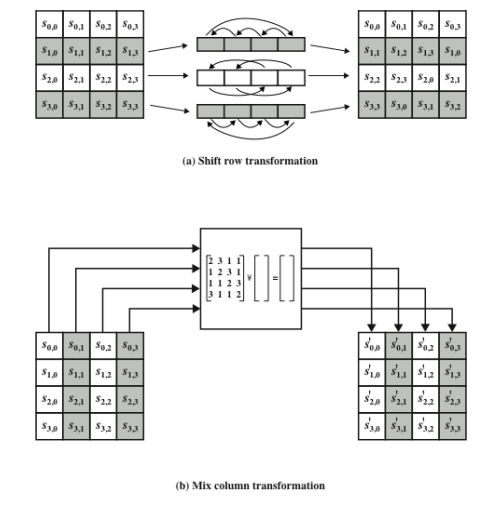 S0,0 S0,1 S0,2 S0,3 S0,0 S0,1 S0,2 S0,3
S1,0 S1,1 S1,2 S1,3 S1,1 S1,2 S1,3 S1,0
S2,0 S2,1 S2,2 S2,3 S2,2 S2,3 S2,0 S2,1
S3,0 S3,1 S3,2 S3,3 S3,3 S3,0 S3,1 S3,2
(a) Shift row transformation
2 3 1 1
1 2 3 1
1 1 2 3
3 1 1 2
¥ =
S0,0 S0,1 S0,2 S0,3 S'0,0 S'0,1 S'0,2 S'0,3
S1,0 S1,1 S1,2 S1,3 S'1,0 S'1,1 S'1,2 S'1,3
S2,0 S2,1 S2,2 S2,3 S'2,0 S'2,1 S'2,2 S'2,3
S3,0 S3,1 S3,2 S3,3 S'3,0 S'3,1 S'3,2 S'3,3
(b) Mix column transformation